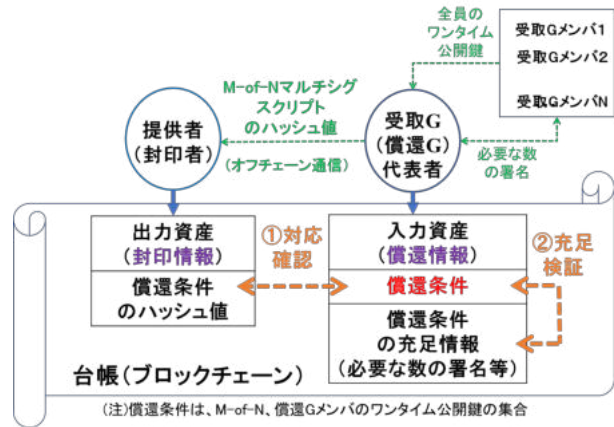 全員の
ワンタイム
公開鍵
受取Gメンバ1
受取Gメンバ2
受取GメンバN
M-of-Nマルチシグ
スクリプト
のハッシュ値
(オフチェーン通信)
提供者
(封印者)
受取G
(償還G)
代表者
必要な数
の署名
出力資産
(封印情報)
償還条件
のハッシュ値
①対応
確認
入力資産
(償還情報)
償還条件
償還条件
の充足情報
(必要な数の署名等)
②充足
検証
台帳(ブロックチェーン)
(注)償還条件は、M-of-N、償還Gメンバのワンタイム公開鍵の集合